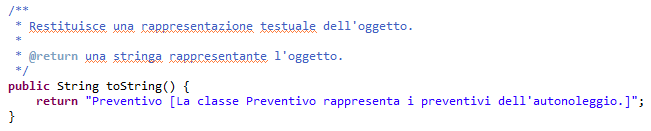 /**
 * Restituisce una rappresentazione testuale dell'oggetto.
 *
 * @return una stringa rappresentante l'oggetto.
 */
public String toString() {
    return "Preventivo [La classe Preventivo rappresenta i preventivi dell'autonoleggio.]";
}